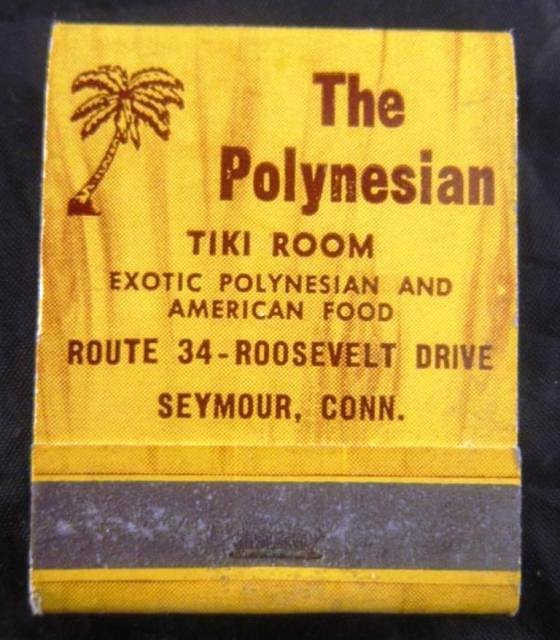 The
Polynesian
TIKI ROOM
EXOTIC POLYNESIAN AND
AMERICAN FOOD
ROUTE 34-ROOSEVELT DRIVE
SEYMOUR, CONN.